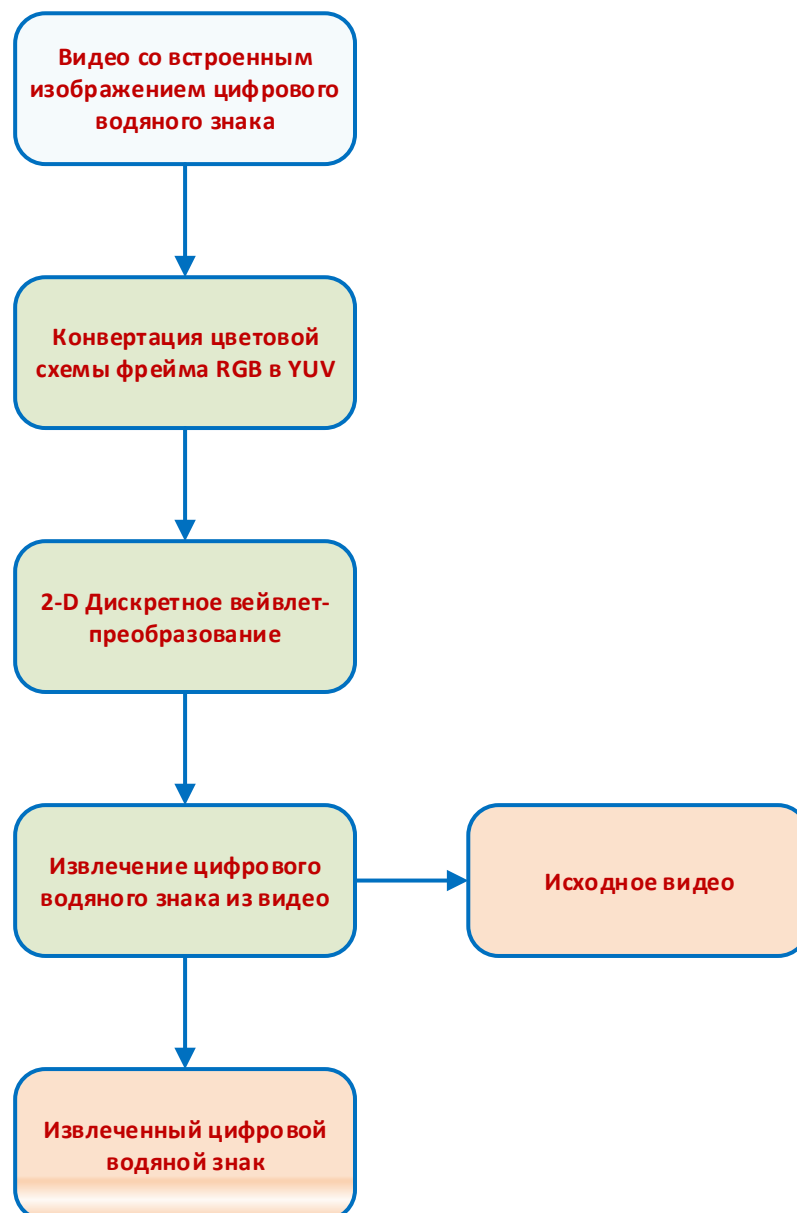 Видео со встроенным
изображением цифрового
водяного знака
Конвертация цветовой
схемы фрейма RGB в YUV
2-D Дискретное вейвлет-
преобразование
Извлечение цифрового
водяного знака из видео
Исходное видео
Извлеченный цифровой
водяной знак